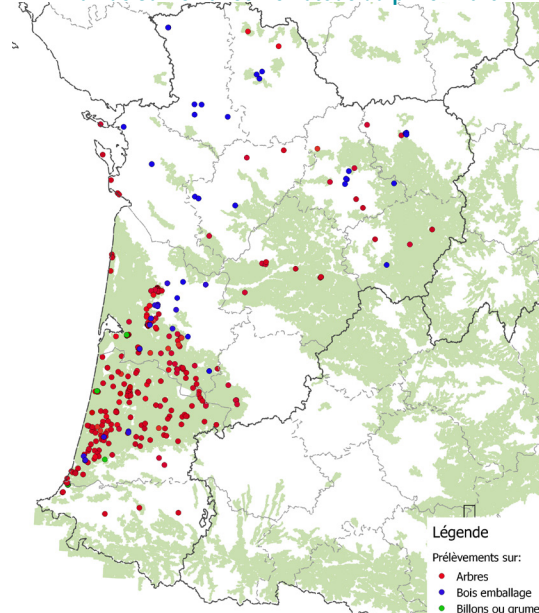 Légende
Prélèvements sur:
Arbres
Bois emballage
Billons ou grume